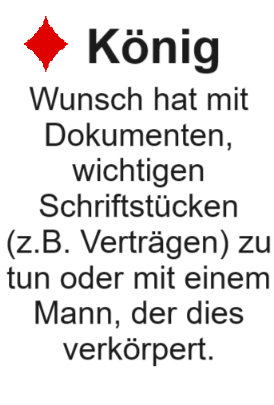 ♦ König
Wunsch hat mit
Dokumenten,
wichtigen
Schriftstücken
(z.B. Verträgen) zu
tun oder mit einem
Mann, der dies
verkörpert.